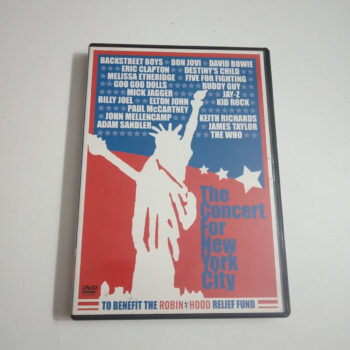 BACKSTREET BOYS ★ BON JOVI ★ DAVID BOWIE
ERIC CLAPTON ★ DESTINY'S CHILD
MELISSA ETHERIDGE ★ FIVE FOR FIGHTING
GOO GOO DOLLS BUDDY GUY
MICK JAGGER JAY-Z
BILLY JOEL ★ ELTON JOHN KID ROCK
PAUL McCARTNEY
JOHN MELLENCAMP KEITH RICHARDS
ADAM SANDLER JAMES TAYLOR
THE WHO
The
Concert
For
New
York
City
DVD
TO BENEFIT THE ROBIN HOOD RELIEF FUND